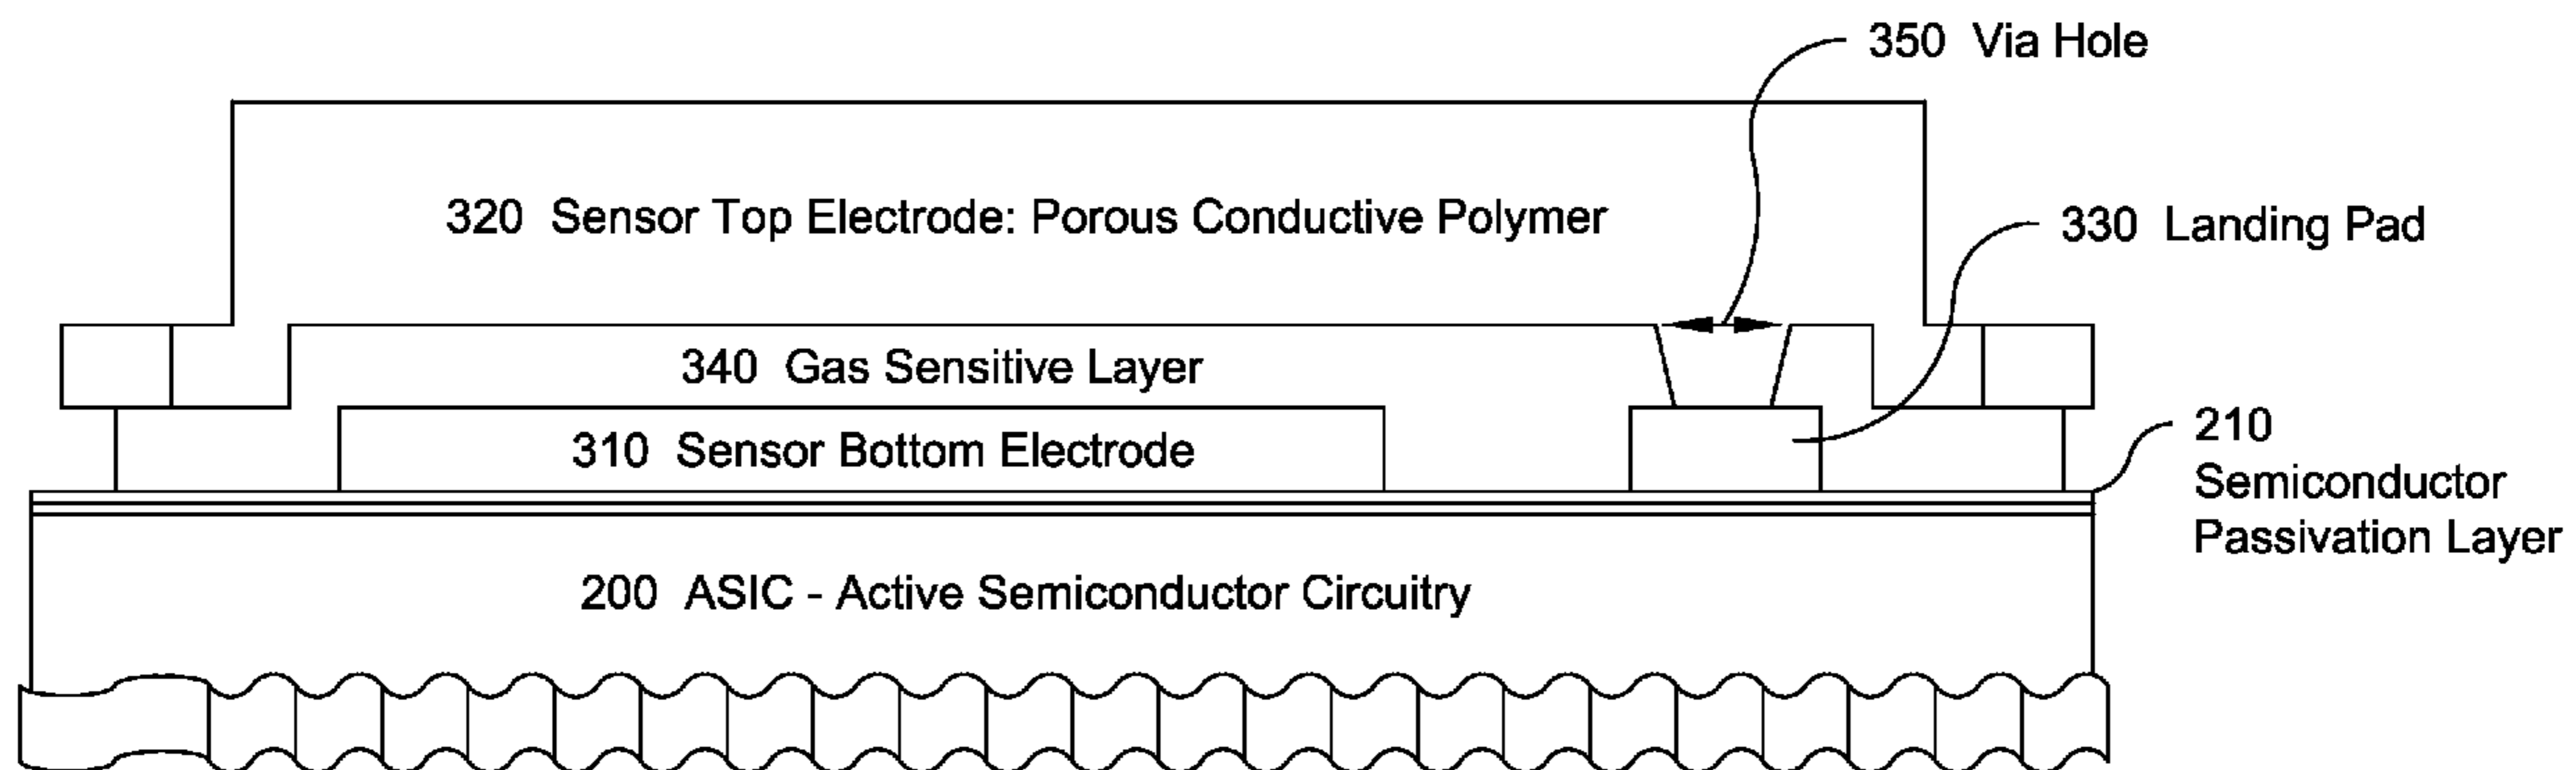 350 Via Hole
320 Sensor Top Electrode: Porous Conductive Polymer
330 Landing Pad
340 Gas Sensitive Layer
310 Sensor Bottom Electrode
210
Semiconductor
Passivation Layer
200 ASIC - Active Semiconductor Circuitry